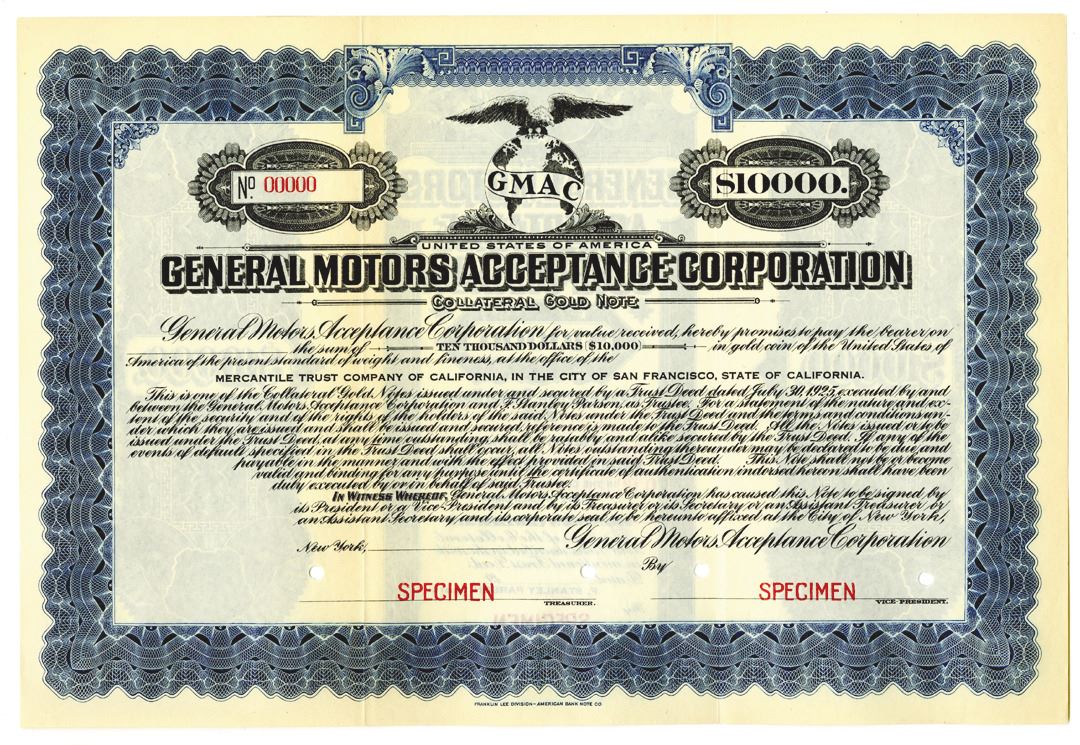 No 00000
GMAC
$10000.
UNITED STATES OF AMERICA
GENERAL MOTORS ACCEPTANCE CORPORATION
COLLATERAL GOLD NOTE
General Motors Acceptance Corporation for value received, hereby promises to pay the bearer on
the sum of TEN THOUSAND DOLLARS ($10,000) in gold coin of the United States of
America of the present standard of weight and fineness, at the office of the
MERCANTILE TRUST COMPANY OF CALIFORNIA, IN THE CITY OF SAN FRANCISCO, STATE OF CALIFORNIA.
This is one of the Collateral Gold Notes issued under and secured by a Trust Deed dated July 30, 1925, executed by and
between the General Motors Acceptance Corporation and F. Stanley Parson, as Trustee. For a statement of the nature and ex-
tent of the security and of the rights of the holders of the said Notes under the Trust Deed and the terms and conditions un-
der which they are issued and shall be issued and secured, reference is made to the Trust Deed. All the Notes issued or to be
issued under the Trust Deed, at any time outstanding, shall be ratably and alike secured by the Trust Deed. If any of the
events of default specified in the Trust Deed shall occur, all Notes outstanding thereunder may be declared to be due and
payable in the manner and with the effect provided in said Trust Deed. This Note shall not be or become
valid and binding for any purpose until the certificate of authentication indorsed hereon shall have been
duly executed by or in behalf of said Trustee.
IN WITNESS WHEREOF, General Motors Acceptance Corporation has caused this Note to be signed by
its President or a Vice-President and by its Treasurer or its Secretary or an Assistant Treasurer or
an Assistant Secretary and its corporate seal to be hereunto affixed at the City of New York,
New York,
General Motors Acceptance Corporation
By
SPECIMEN
TREASURER.
SPECIMEN
VICE-PRESIDENT.
FRANKLIN LEE DIVISION-AMERICAN BANK NOTE CO